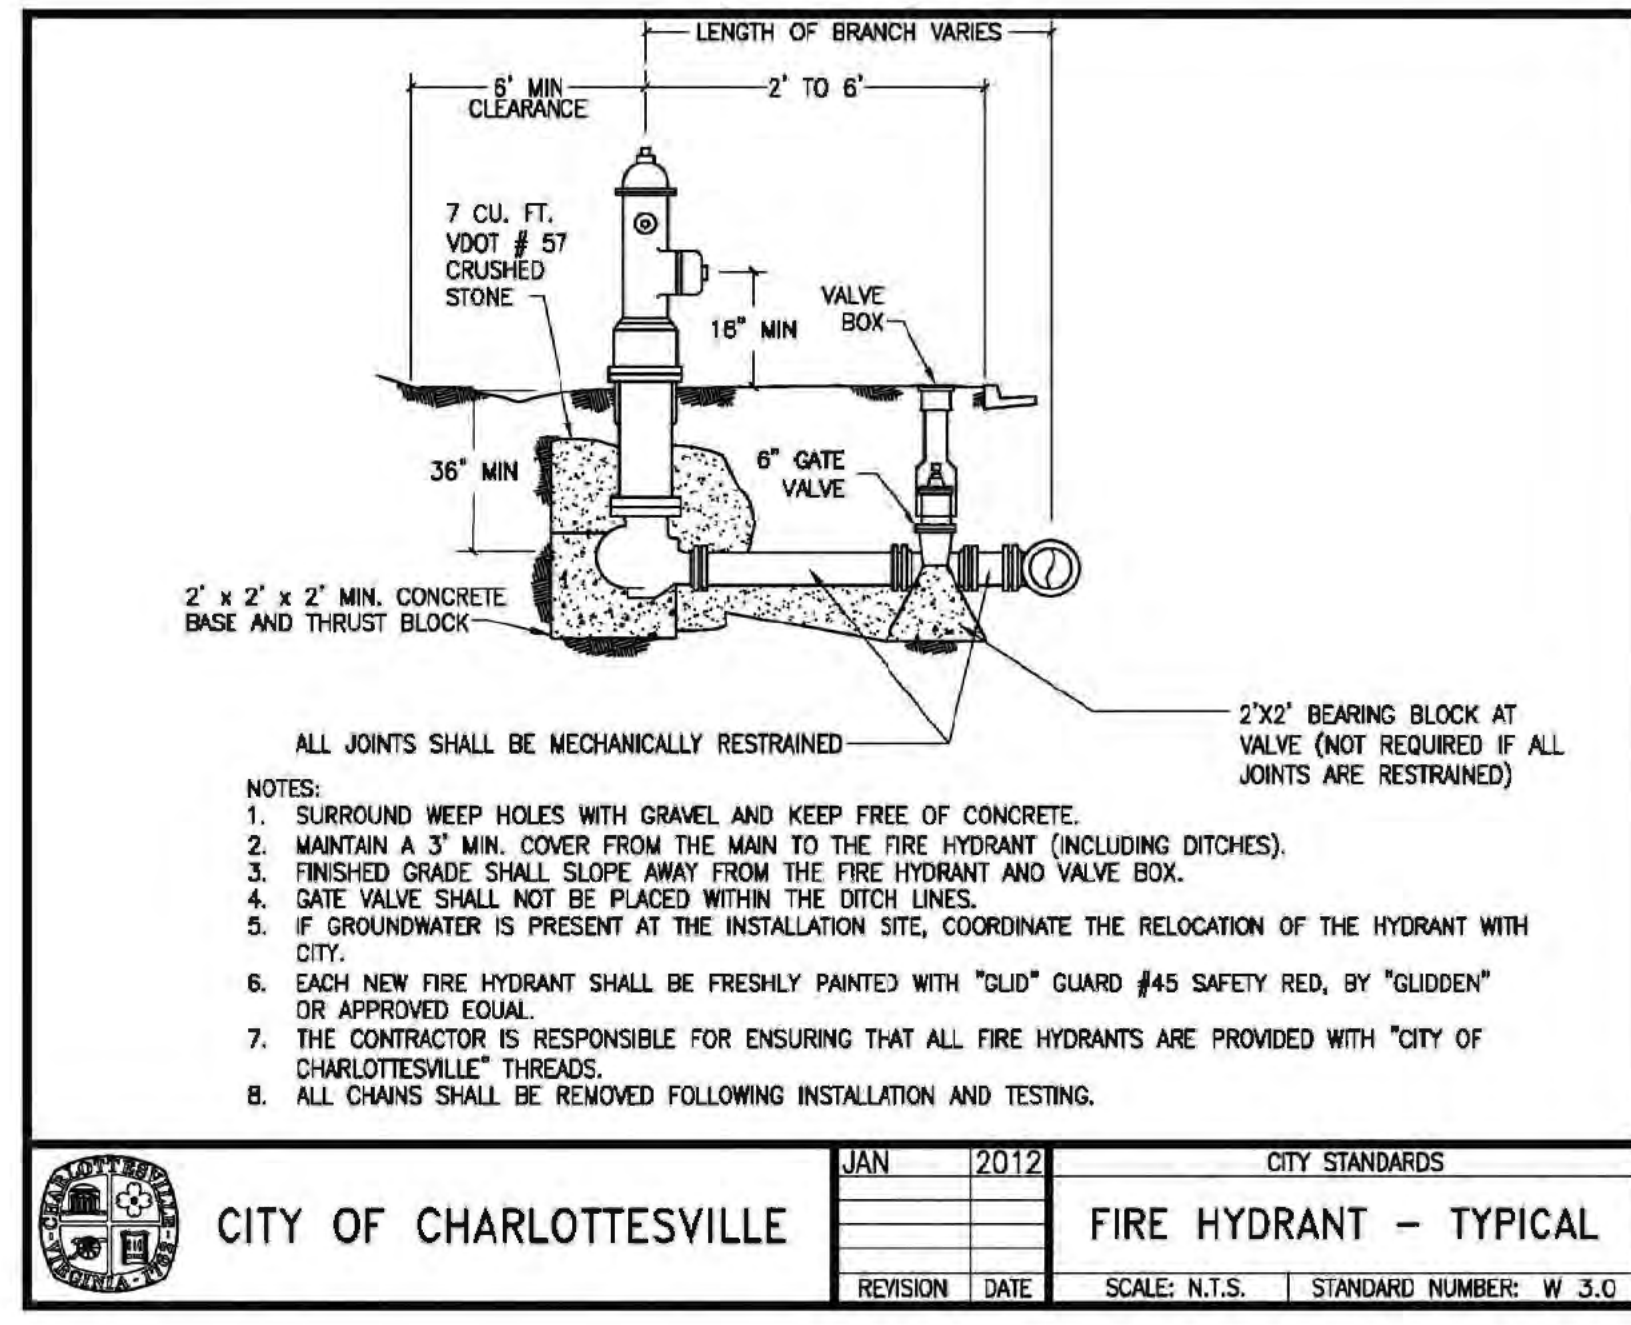 LENGTH OF BRANCH VARIES
6' MIN
CLEARANCE
2' TO 6'
7 CU. FT.
VDOT # 57
CRUSHED
STONE
18" MIN
VALVE
BOX
36" MIN
6" GATE
VALVE
2' x 2' x 2' MIN. CONCRETE
BASE AND THRUST BLOCK
2'X2' BEARING BLOCK AT
VALVE (NOT REQUIRED IF ALL
JOINTS ARE RESTRAINED)
ALL JOINTS SHALL BE MECHANICALLY RESTRAINED
NOTES:
1. SURROUND WEEP HOLES WITH GRAVEL AND KEEP FREE OF CONCRETE.
2. MAINTAIN A 3' MIN. COVER FROM THE MAIN TO THE FIRE HYDRANT (INCLUDING DITCHES).
3. FINISHED GRADE SHALL SLOPE AWAY FROM THE FIRE HYDRANT AND VALVE BOX.
4. GATE VALVE SHALL NOT BE PLACED WITHIN THE DITCH LINES.
5. IF GROUNDWATER IS PRESENT AT THE INSTALLATION SITE, COORDINATE THE RELOCATION OF THE HYDRANT WITH
CITY.
6. EACH NEW FIRE HYDRANT SHALL BE FRESHLY PAINTED WITH "GLID" GUARD #45 SAFETY RED, BY "GLIDDEN"
OR APPROVED EQUAL.
7. THE CONTRACTOR IS RESPONSIBLE FOR ENSURING THAT ALL FIRE HYDRANTS ARE PROVIDED WITH "CITY OF
CHARLOTTESVILLE" THREADS.
8. ALL CHAINS SHALL BE REMOVED FOLLOWING INSTALLATION AND TESTING.
CHARLOTTESVILLE
VIRGINIA - 1762
CITY OF CHARLOTTESVILLE
JAN 2012
REVISION DATE
CITY STANDARDS
FIRE HYDRANT – TYPICAL
SCALE: N.T.S. STANDARD NUMBER: W 3.0